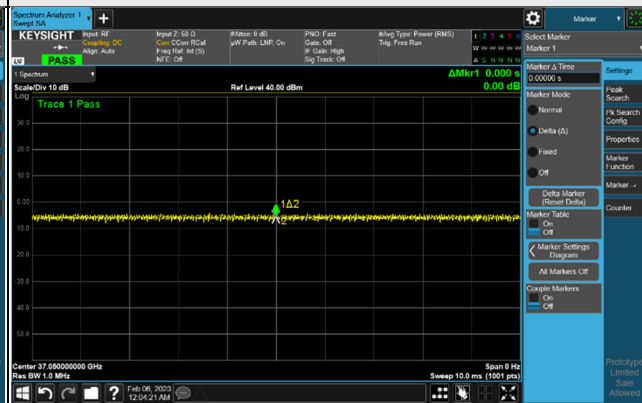 Spectrum Analyzer 1
Swept SA
+
Marker
KEYSIGHT
Input: RF
Coupling: DC
Align: Auto
Input Z: 50 Ω
Corr CCorr RCal
Freq Ref: Int (S)
NFE: Off
#Atten: 0 dB
µW Path: LNP, On
PNO: Fast
Gate: Off
IF Gain: High
Sig Track: Off
#Avg Type: Power (RMS)
Trig: Free Run
1 2 3 4 5 6
W W W W W W
A S N N N N
LV
PASS
Select Marker
Marker 1
1 Spectrum
ΔMkr1 0.000 s
0.00 dB
Scale/Div 10 dB
Ref Level 40.00 dBm
Log
Trace 1 Pass
30.0
20.0
10.0
0.00
10.0
20.0
30.0
40.0
50.0
1Δ2
2
Center 37.050000000 GHz
Res BW 1.0 MHz
Span 0 Hz
Sweep 10.0 ms (1001 pts)
Marker Δ Time
0.00000 s
Marker Mode
Normal
Delta (Δ)
Fixed
Off
Delta Marker
(Reset Delta)
Marker Table
On
Off
Marker Settings
Diagram
All Markers Off
Couple Markers
On
Off
Settings
Peak
Search
Pk Search
Config
Properties
Marker
Function
Marker→
Counter
Prototype
Limited
Sale
Allowed
?
Feb 06, 2023
12:04:21 AM